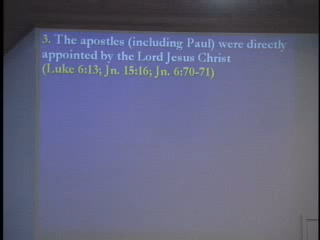 3. The apostles (including Paul) were directly
appointed by the Lord Jesus Christ
(Luke 6:13; Jn. 15:16; Jn. 6:70-71)